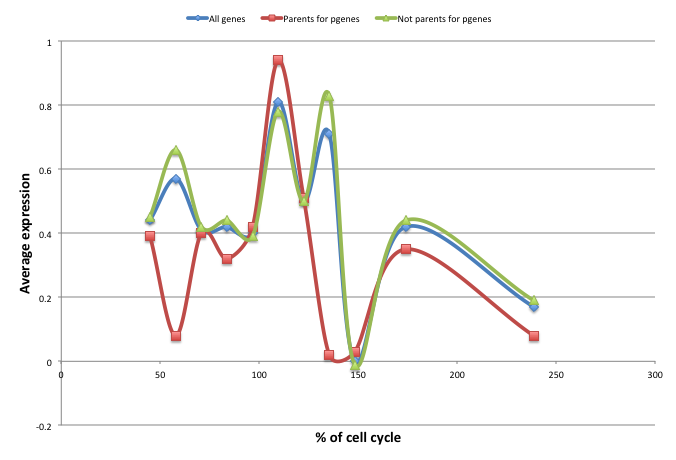 All genes Parents for pgenes Not parents for pgenes
1
0.8
0.6
0.4
0.2
0
-0.2
0 50 100 150 200 250 300
Average expression
% of cell cycle